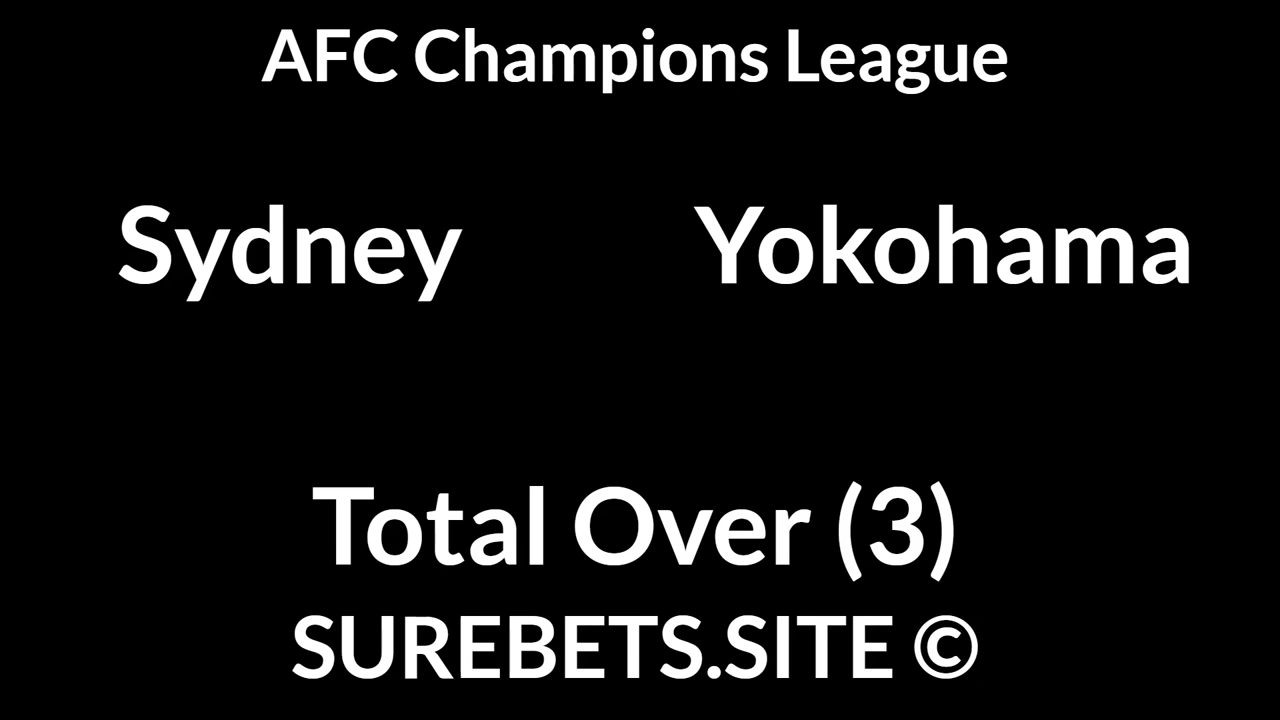 AFC Champions League
Sydney Yokohama
Total Over (3)
SUREBETS.SITE ©